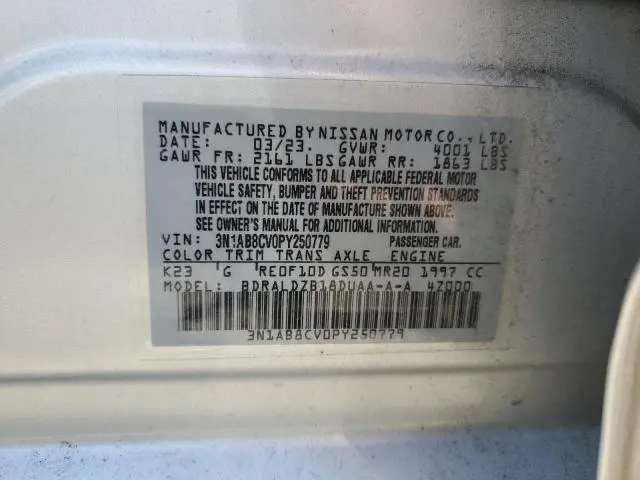 MANUFACTURED BY NISSAN MOTOR CO., LTD.
DATE: 03/23. GVWR: 4001 LBS
GAWR FR: 2161 LBS GAWR RR: 1863 LBS
THIS VEHICLE CONFORMS TO ALL APPLICABLE FEDERAL MOTOR
VEHICLE SAFETY, BUMPER AND THEFT PREVENTION STANDARDS
IN EFFECT ON THE DATE OF MANUFACTURE SHOWN ABOVE.
SEE OWNER'S MANUAL FOR ADDITIONAL INFORMATION.
VIN: 3N1AB8CV0PY250779 PASSENGER CAR.
COLOR TRIM TRANS AXLE ENGINE
K23 G RE0F10D GS50 MR20 1997 CC
MODEL: BDRALDZB18DUAA-A-A 4Z000
3N1AB8CV0PY250779